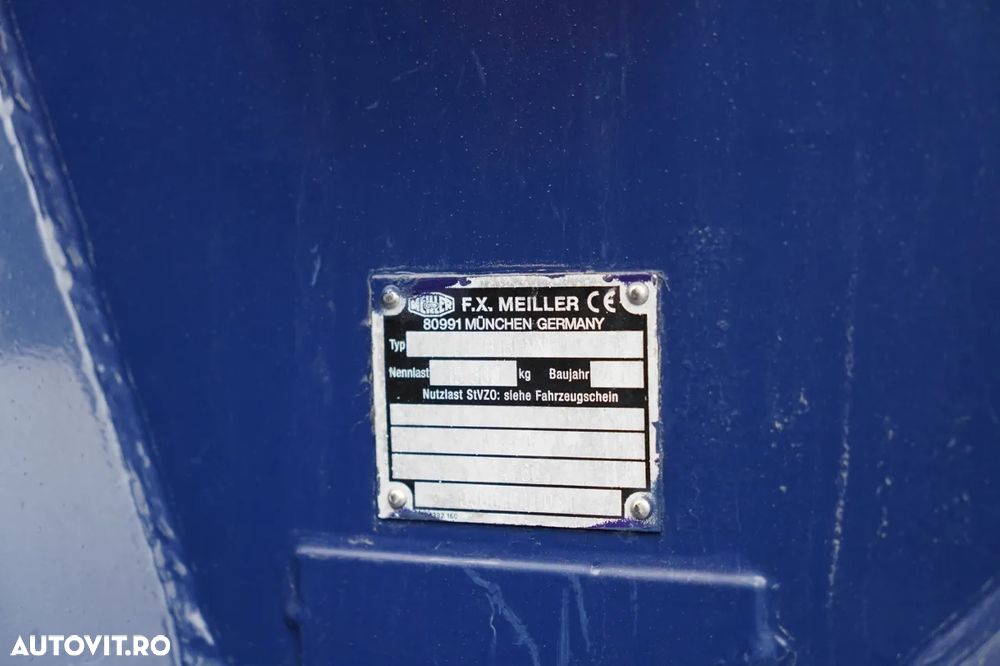 MEILLER F.X. MEILLER CE
80991 MÜNCHEN GERMANY
Typ
Nennlast kg Baujahr
Nutzlast StVZO: siehe Fahrzeugschein
AUTOVIT.RO